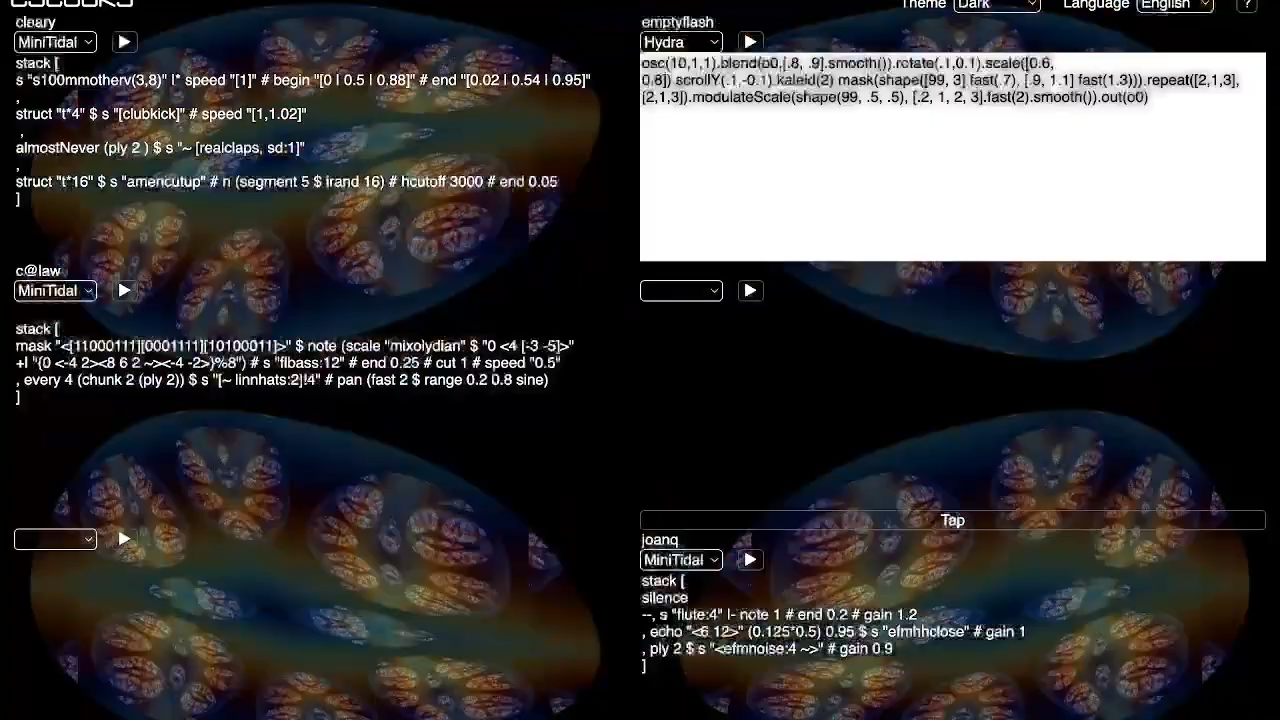 Theme Dark Language English ?
cleary
MiniTidal
stack [
s "s100mmotherv(3,8)" |* speed "[1]" # begin "[0 | 0.5 | 0.88]" # end "[0.02 | 0.54 | 0.95]"
,
struct "t*4" $ s "[clubkick]" # speed "[1,1.02]"
,
almostNever (ply 2 ) $ s "~ [realclaps, sd:1]"
,
struct "t*16" $ s "amencutup" # n (segment 5 $ irand 16) # hcutoff 3000 # end 0.05
]
emptyflash
Hydra
osc(10,1,1).blend(o0,[.8, .9].smooth()).rotate(.1,0.1).scale([0.6,
0.8]) scrollY(.1,-0.1) kaleid(2) mask(shape([99, 3] fast(.7), [.9, 1.1] fast(1.3))).repeat([2,1,3],
[2,1,3]).modulateScale(shape(99, .5, .5), [.2, 1, 2, 3].fast(2).smooth()).out(o0)
c@law
MiniTidal
stack [
mask "<[11000111][0001111][10100011]>" $ note (scale "mixolydian" $ "0 <4 [-3 -5]>"
+| "{0 <-4 2><8 6 2 ~><-4 -2>}%8") # s "flbass:12" # end 0.25 # cut 1 # speed "0.5"
, every 4 (chunk 2 (ply 2)) $ s "[~ linnhats:2]!4" # pan (fast 2 $ range 0.2 0.8 sine)
]
Tap
joanq
MiniTidal
stack [
silence
--, s "flute:4" |- note 1 # end 0.2 # gain 1.2
, echo "<6 12>" (0.125*0.5) 0.95 $ s "efmhhclose" # gain 1
, ply 2 $ s "<efmnoise:4 ~>" # gain 0.9
]